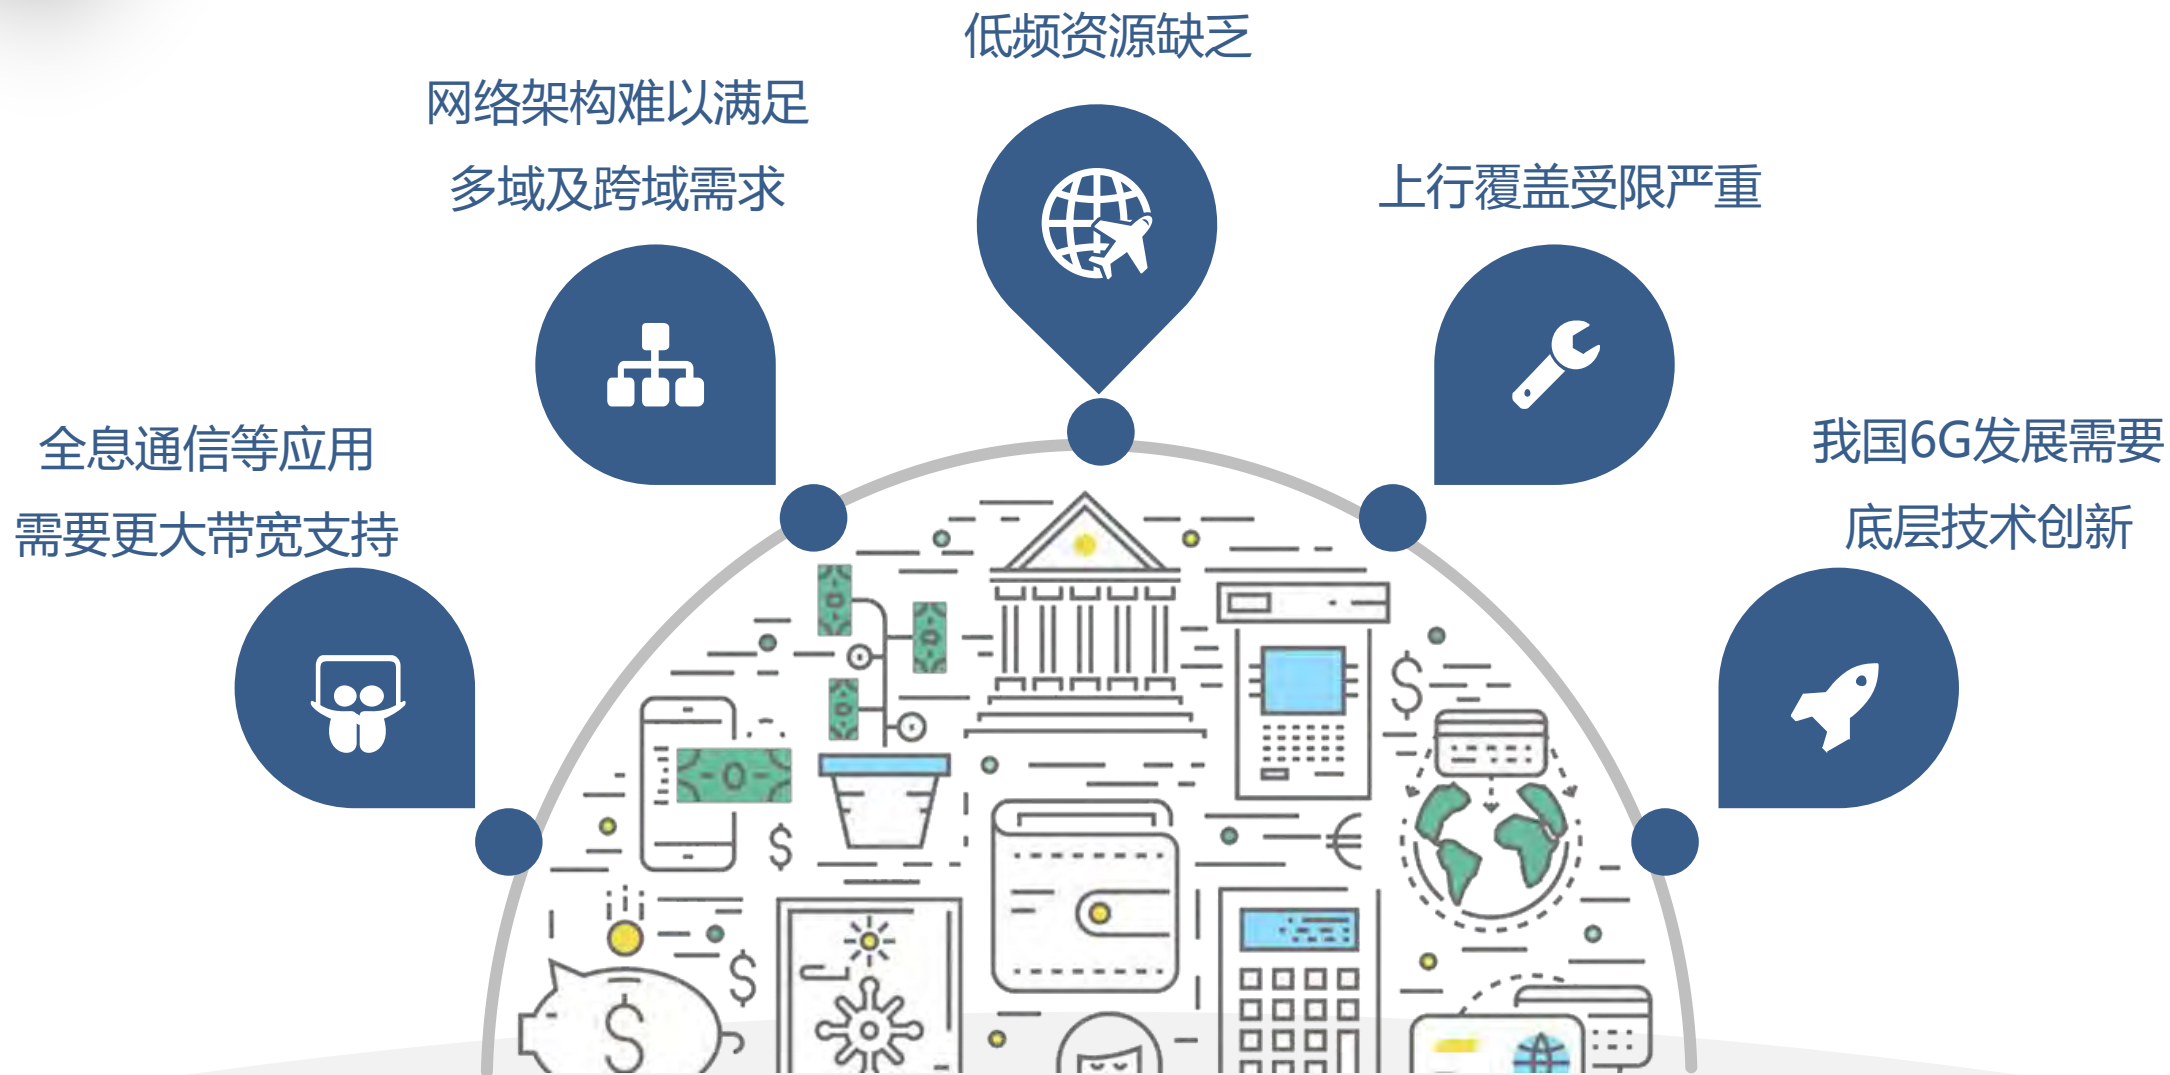 低频资源缺乏
网络架构难以满足
多域及跨域需求
上行覆盖受限严重
全息通信等应用
需要更大带宽支持
我国6G发展需要
底层技术创新